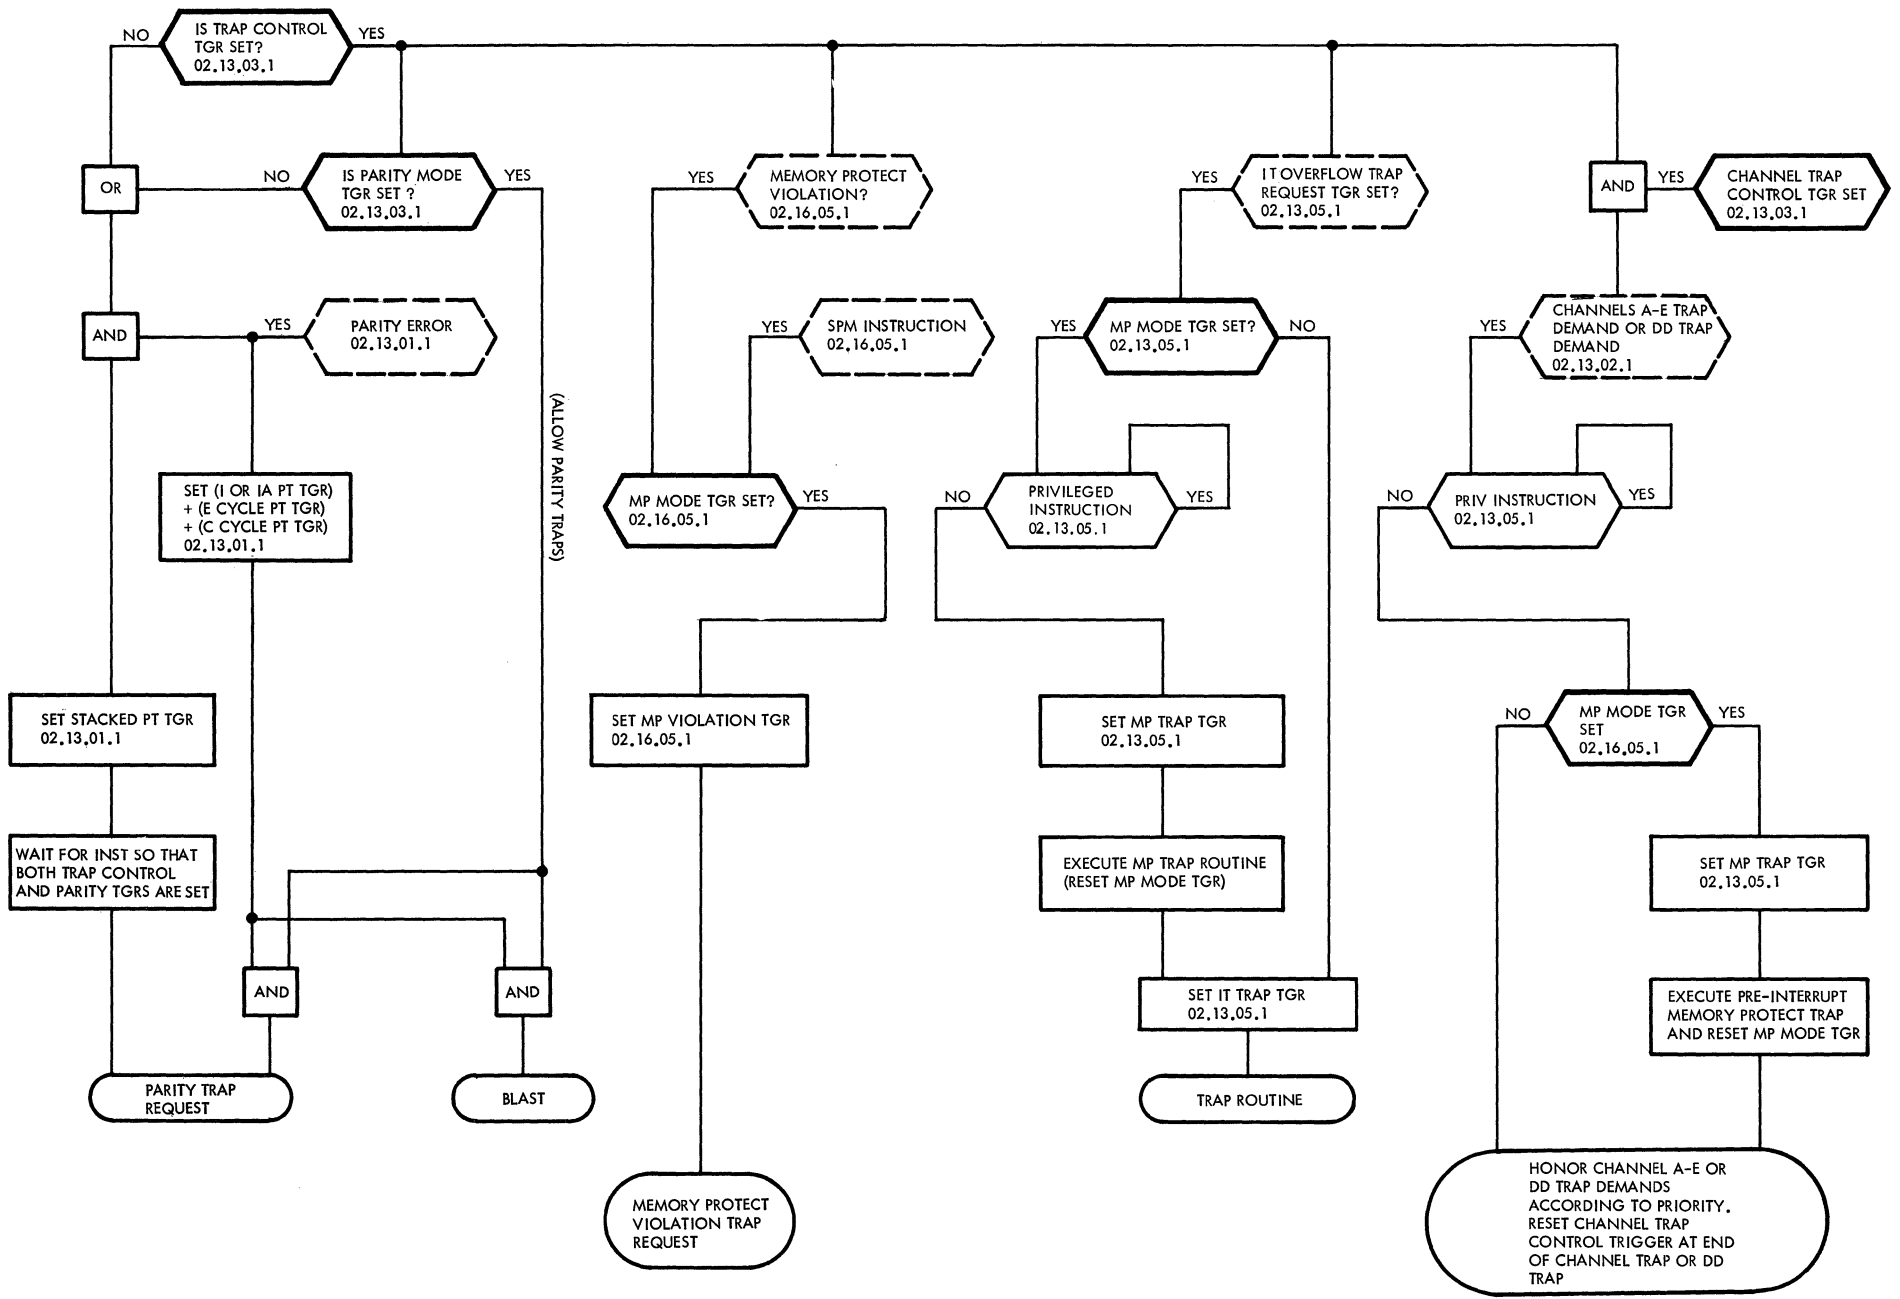 NO
IS TRAP CONTROL
TGR SET?
02.13.03.1
YES
OR
NO
IS PARITY MODE
TGR SET ?
02.13.03.1
YES
YES
MEMORY PROTECT
VIOLATION?
02.16.05.1
YES
IT OVERFLOW TRAP
REQUEST TGR SET?
02.13.05.1
AND
YES
CHANNEL TRAP
CONTROL TGR SET
02.13.03.1
AND
YES
PARITY ERROR
02.13.01.1
YES
SPM INSTRUCTION
02.16.05.1
YES
MP MODE TGR SET?
02.13.05.1
NO
YES
CHANNELS A-E TRAP
DEMAND OR DD TRAP
DEMAND
02.13.02.1
(ALLOW PARITY TRAPS)
SET (I OR IA PT TGR)
+ (E CYCLE PT TGR)
+ (C CYCLE PT TGR)
02.13.01.1
MP MODE TGR SET?
02.16.05.1
YES
NO
PRIVILEGED
INSTRUCTION
02.13.05.1
YES
NO
PRIV INSTRUCTION
02.13.05.1
YES
SET STACKED PT TGR
02.13.01.1
SET MP VIOLATION TGR
02.16.05.1
SET MP TRAP TGR
02.13.05.1
NO
MP MODE TGR
SET
02.16.05.1
YES
WAIT FOR INST SO THAT
BOTH TRAP CONTROL
AND PARITY TGRS ARE SET
EXECUTE MP TRAP ROUTINE
(RESET MP MODE TGR)
SET MP TRAP TGR
02.13.05.1
AND
AND
SET IT TRAP TGR
02.13.05.1
EXECUTE PRE-INTERRUPT
MEMORY PROTECT TRAP
AND RESET MP MODE TGR
PARITY TRAP
REQUEST
BLAST
TRAP ROUTINE
MEMORY PROTECT
VIOLATION TRAP
REQUEST
HONOR CHANNEL A-E OR
DD TRAP DEMANDS
ACCORDING TO PRIORITY.
RESET CHANNEL TRAP
CONTROL TRIGGER AT END
OF CHANNEL TRAP OR DD
TRAP